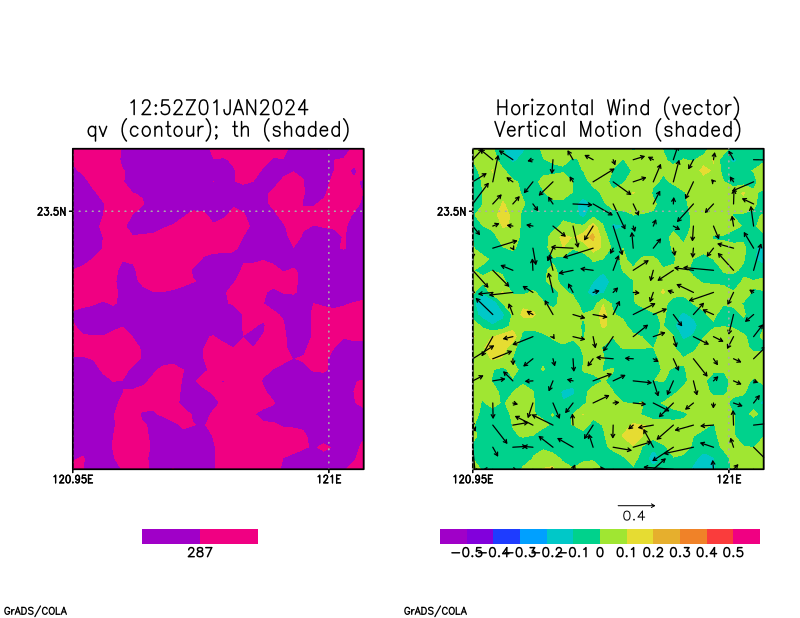 12:52Z01JAN2024
qv (contour); th (shaded)
23.5N
120.95E
121E
287
Horizontal Wind (vector)
Vertical Motion (shaded)
23.5N
120.95E
121E
0.4
-0.5 -0.4 -0.3 -0.2 -0.1 0 0.1 0.2 0.3 0.4 0.5
GrADS/COLA
GrADS/COLA